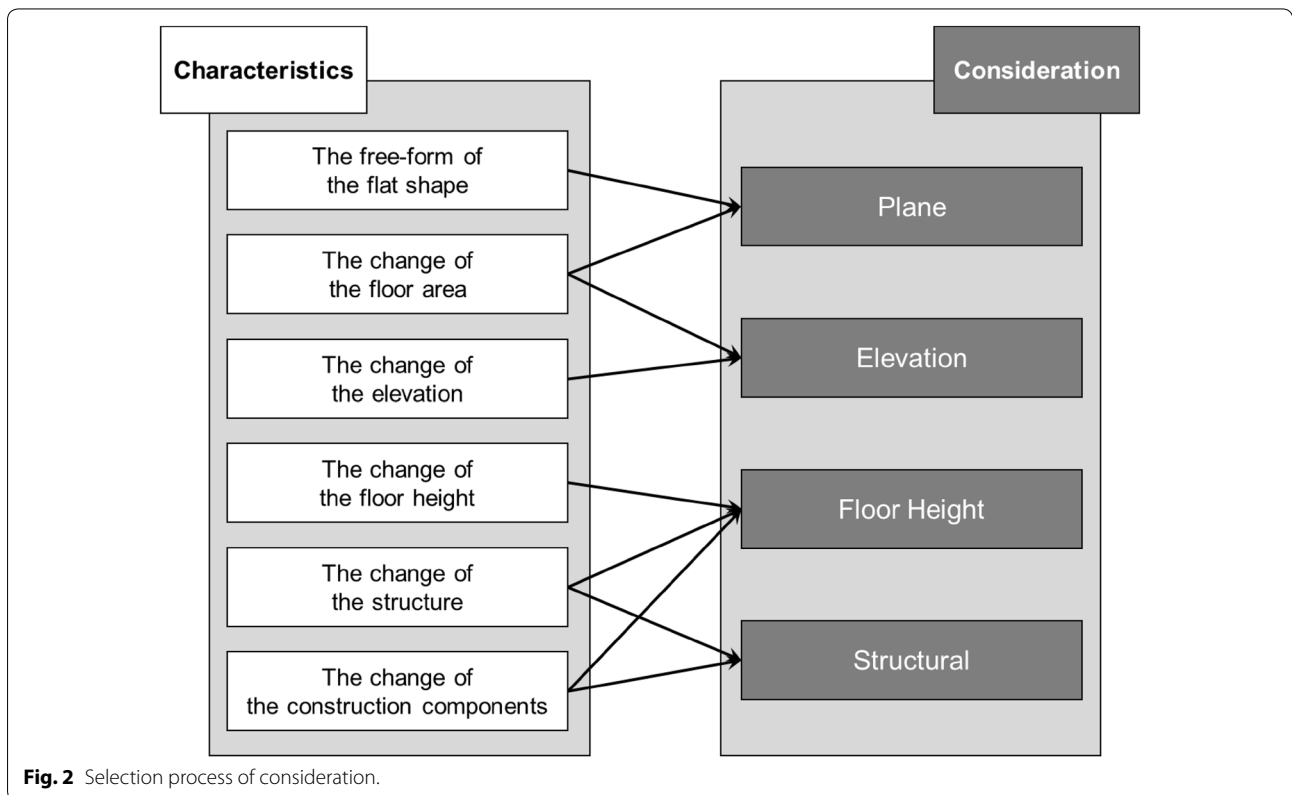 Characteristics
The free-form of
the flat shape
The change of
the floor area
The change of
the elevation
The change of
the floor height
The change of
the structure
The change of
the construction components
Consideration
Plane
Elevation
Floor Height
Structural
Fig. 2 Selection process of consideration.